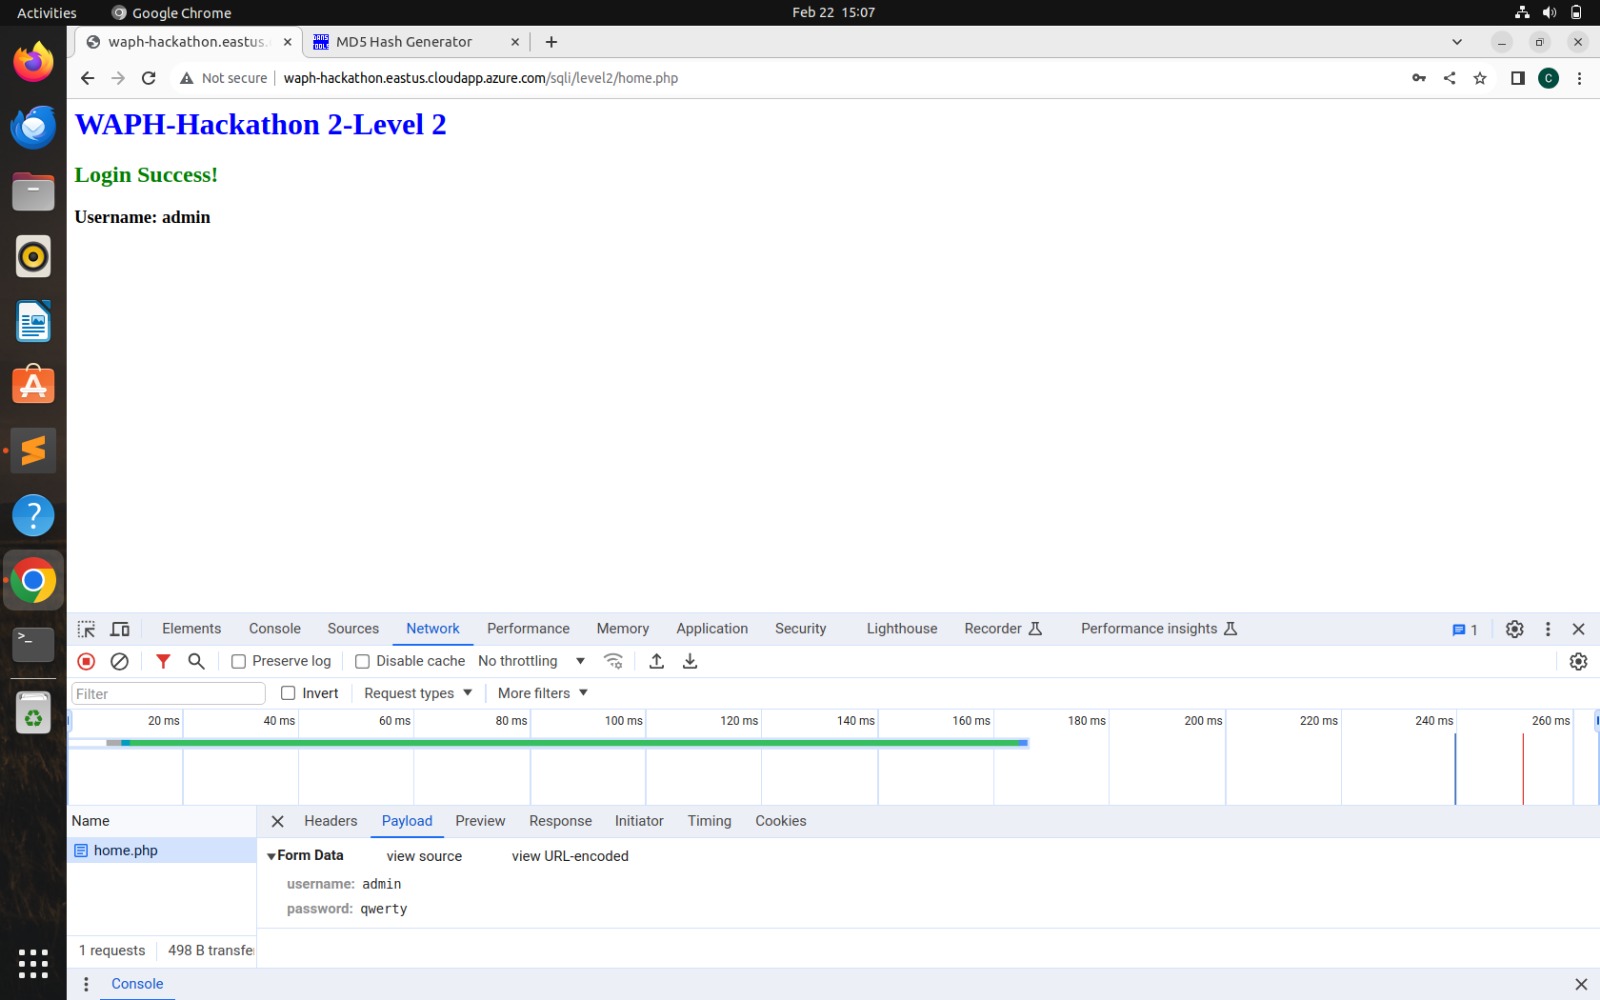 Activities
Google Chrome
Feb 22 15:07
waph-hackathon.eastus.
MD5 Hash Generator
Not secure
waph-hackathon.eastus.cloudapp.azure.com/sqli/level2/home.php
C
WAPH-Hackathon 2-Level 2
Login Success!
Username: admin
Elements
Console
Sources
Network
Performance
Memory
Application
Security
Lighthouse
Recorder
Performance insights
1
Preserve log
Disable cache
No throttling
Filter
Invert
Request types
More filters
20 ms
40 ms
60 ms
80 ms
100 ms
120 ms
140 ms
160 ms
180 ms
200 ms
220 ms
240 ms
260 ms
Name
Headers
Payload
Preview
Response
Initiator
Timing
Cookies
home.php
Form Data
view source
view URL-encoded
username: admin
password: qwerty
1 requests
498 B transfe
Console